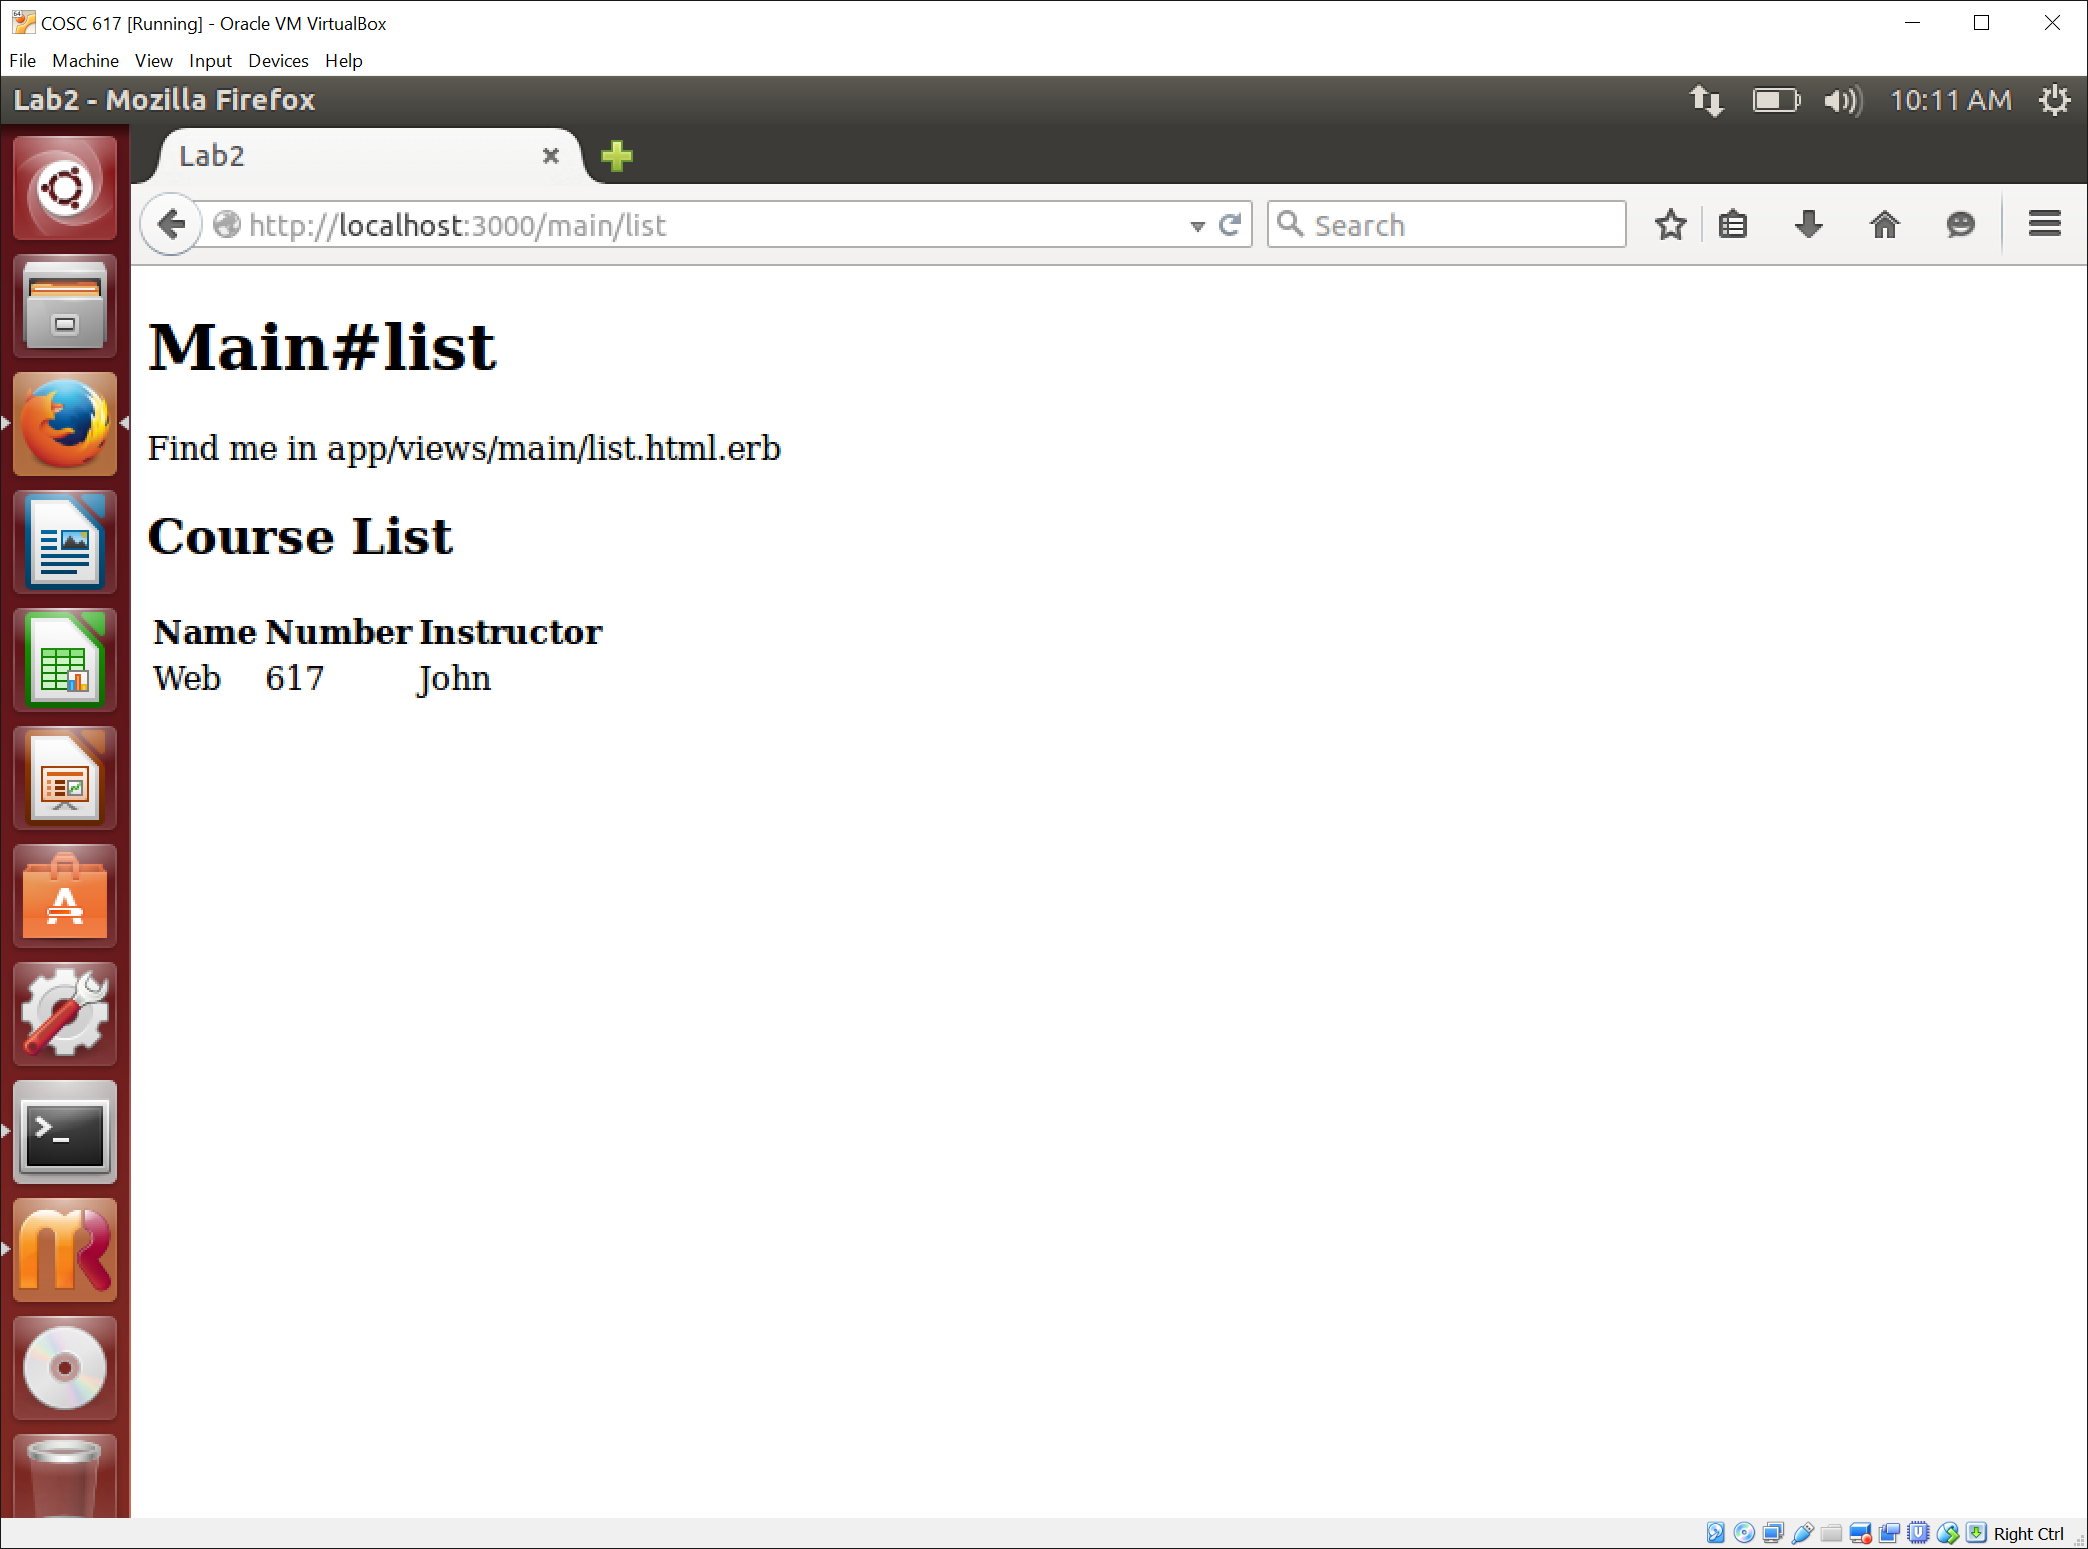 COSC 617 [Running] - Oracle VM VirtualBox
File Machine View Input Devices Help
Lab2 - Mozilla Firefox 10:11 AM
Lab2
http://localhost:3000/main/list Search
Main#list
Find me in app/views/main/list.html.erb
Course List
Name Number Instructor
Web 617 John
Right Ctrl